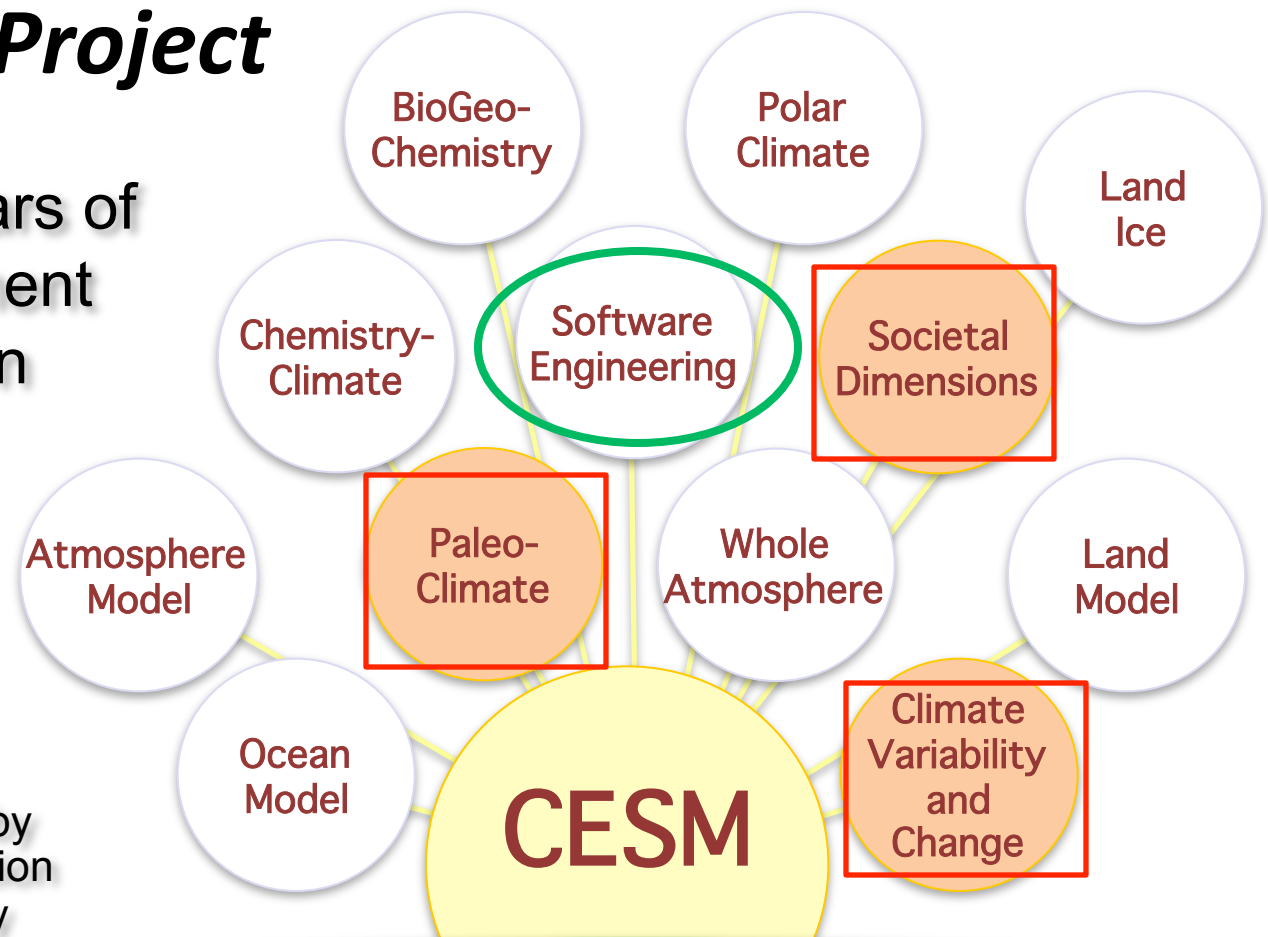 Project
ars of
ent
n
by
ion
y
BioGeo-
Chemistry
Polar
Climate
Land
Ice
Chemistry-
Climate
Software
Engineering
Societal
Dimensions
Atmosphere
Model
Paleo-
Climate
Whole
Atmosphere
Land
Model
Ocean
Model
Climate
Variability
and
Change
CESM